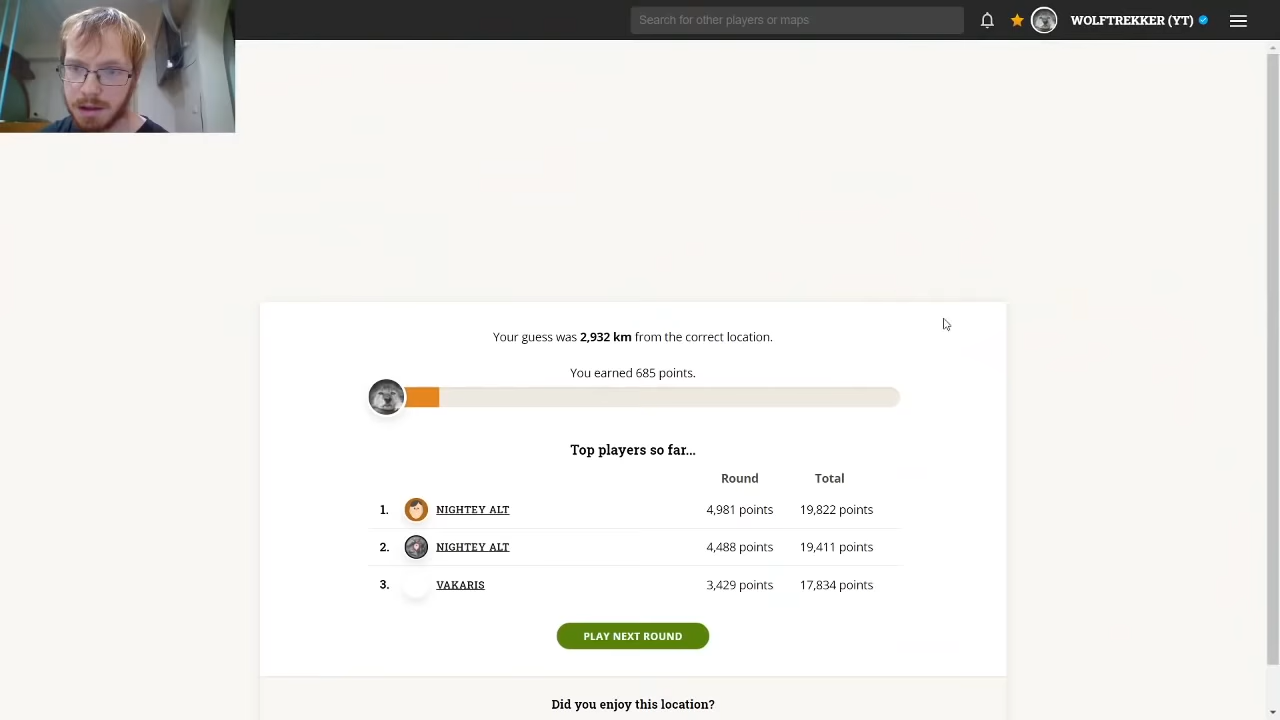 Search for other players or maps
WOLFTREKKER (YT)
Your guess was 2,932 km from the correct location.
You earned 685 points.
Top players so far...
Round Total
1. NIGHTEY ALT 4,981 points 19,822 points
2. NIGHTEY ALT 4,488 points 19,411 points
3. VAKARIS 3,429 points 17,834 points
PLAY NEXT ROUND
Did you enjoy this location?